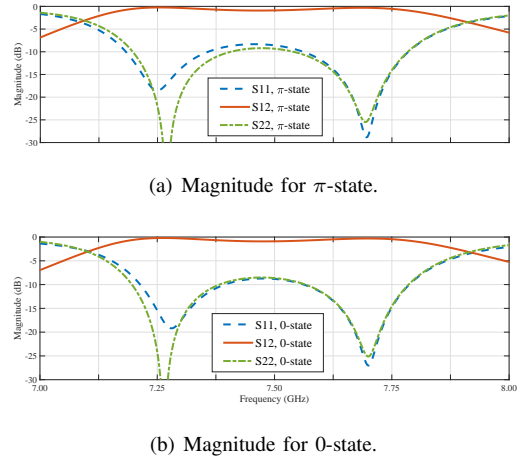 0
-5
-10
-15
-20
-25
-30
Magnitude (dB)
S11, π-state
S12, π-state
S22, π-state
(a) Magnitude for π-state.
0
-5
-10
-15
-20
-25
-30
Magnitude (dB)
S11, 0-state
S12, 0-state
S22, 0-state
7.00
7.25
7.50
7.75
8.00
Frequency (GHz)
(b) Magnitude for 0-state.